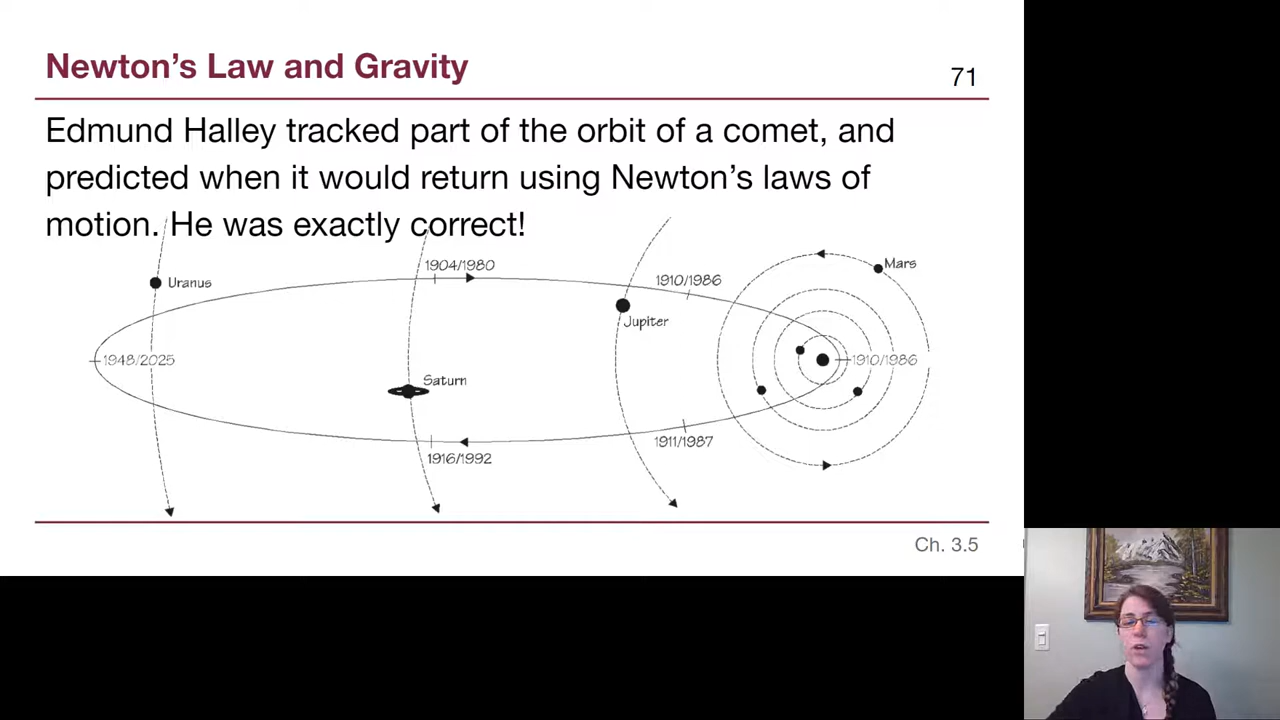 Newton’s Law and Gravity
71
Edmund Halley tracked part of the orbit of a comet, and
predicted when it would return using Newton’s laws of
motion. He was exactly correct!
1904/1980
Mars
1910/1986
Uranus
Jupiter
1948/2025
1910/1986
Saturn
1911/1987
1916/1992
Ch. 3.5